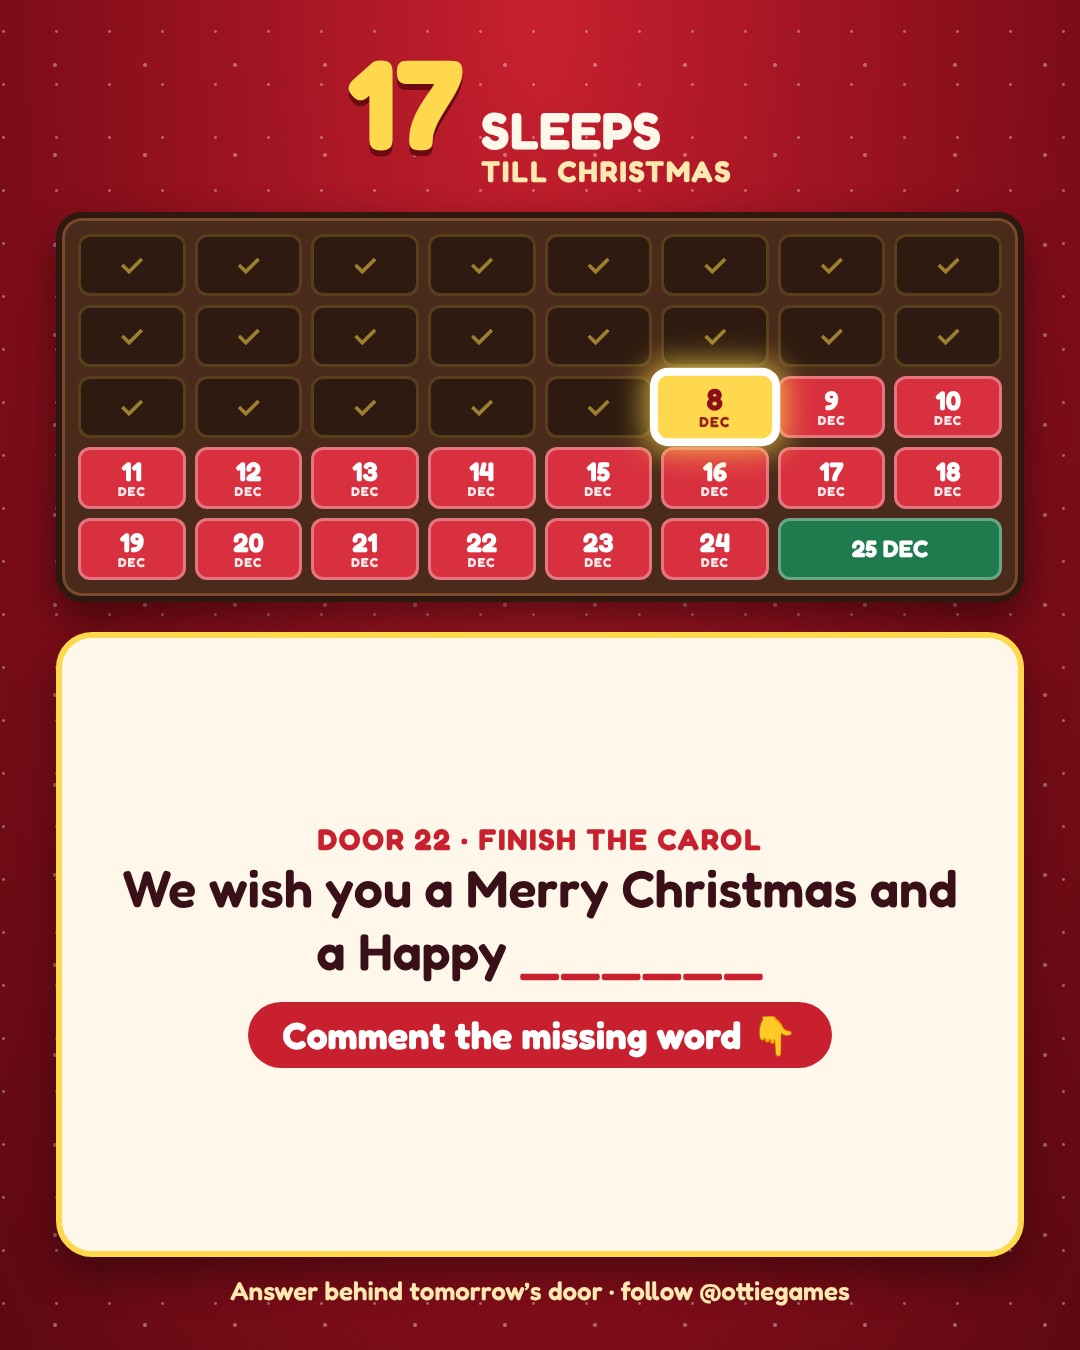 17 SLEEPS
TILL CHRISTMAS
8 DEC
9 DEC
10 DEC
11 DEC
12 DEC
13 DEC
14 DEC
15 DEC
16 DEC
17 DEC
18 DEC
19 DEC
20 DEC
21 DEC
22 DEC
23 DEC
24 DEC
25 DEC
DOOR 22 · FINISH THE CAROL
We wish you a Merry Christmas and
a Happy ______
Comment the missing word 👇
Answer behind tomorrow’s door · follow @ottiegames